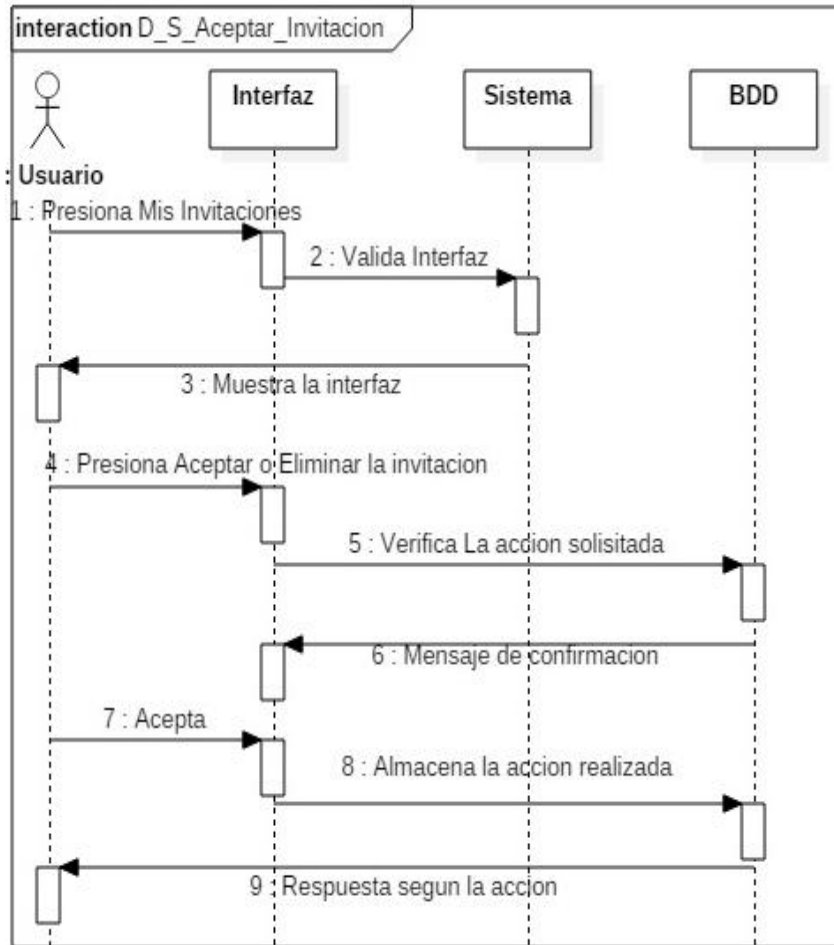 interaction D_S_Aceptar_Invitacion
Interfaz
Sistema
BDD
: Usuario
1 : Presiona Mis Invitaciones
2 : Valida Interfaz
3 : Muestra la interfaz
4 : Presiona Aceptar o Eliminar la invitacion
5 : Verifica La accion solisitada
6 : Mensaje de confirmacion
7 : Acepta
8 : Almacena la accion realizada
9 : Respuesta segun la accion